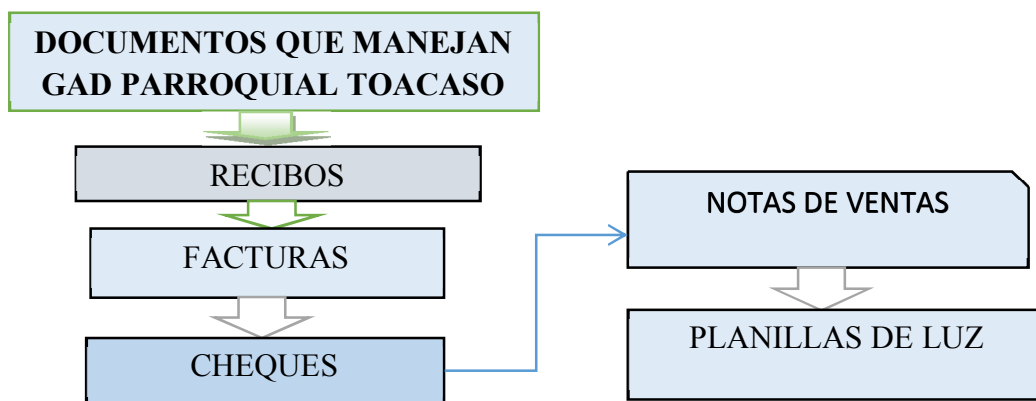 DOCUMENTOS QUE MANEJAN
GAD PARROQUIAL TOACASO
RECIBOS
FACTURAS
CHEQUES
NOTAS DE VENTAS
PLANILLAS DE LUZ